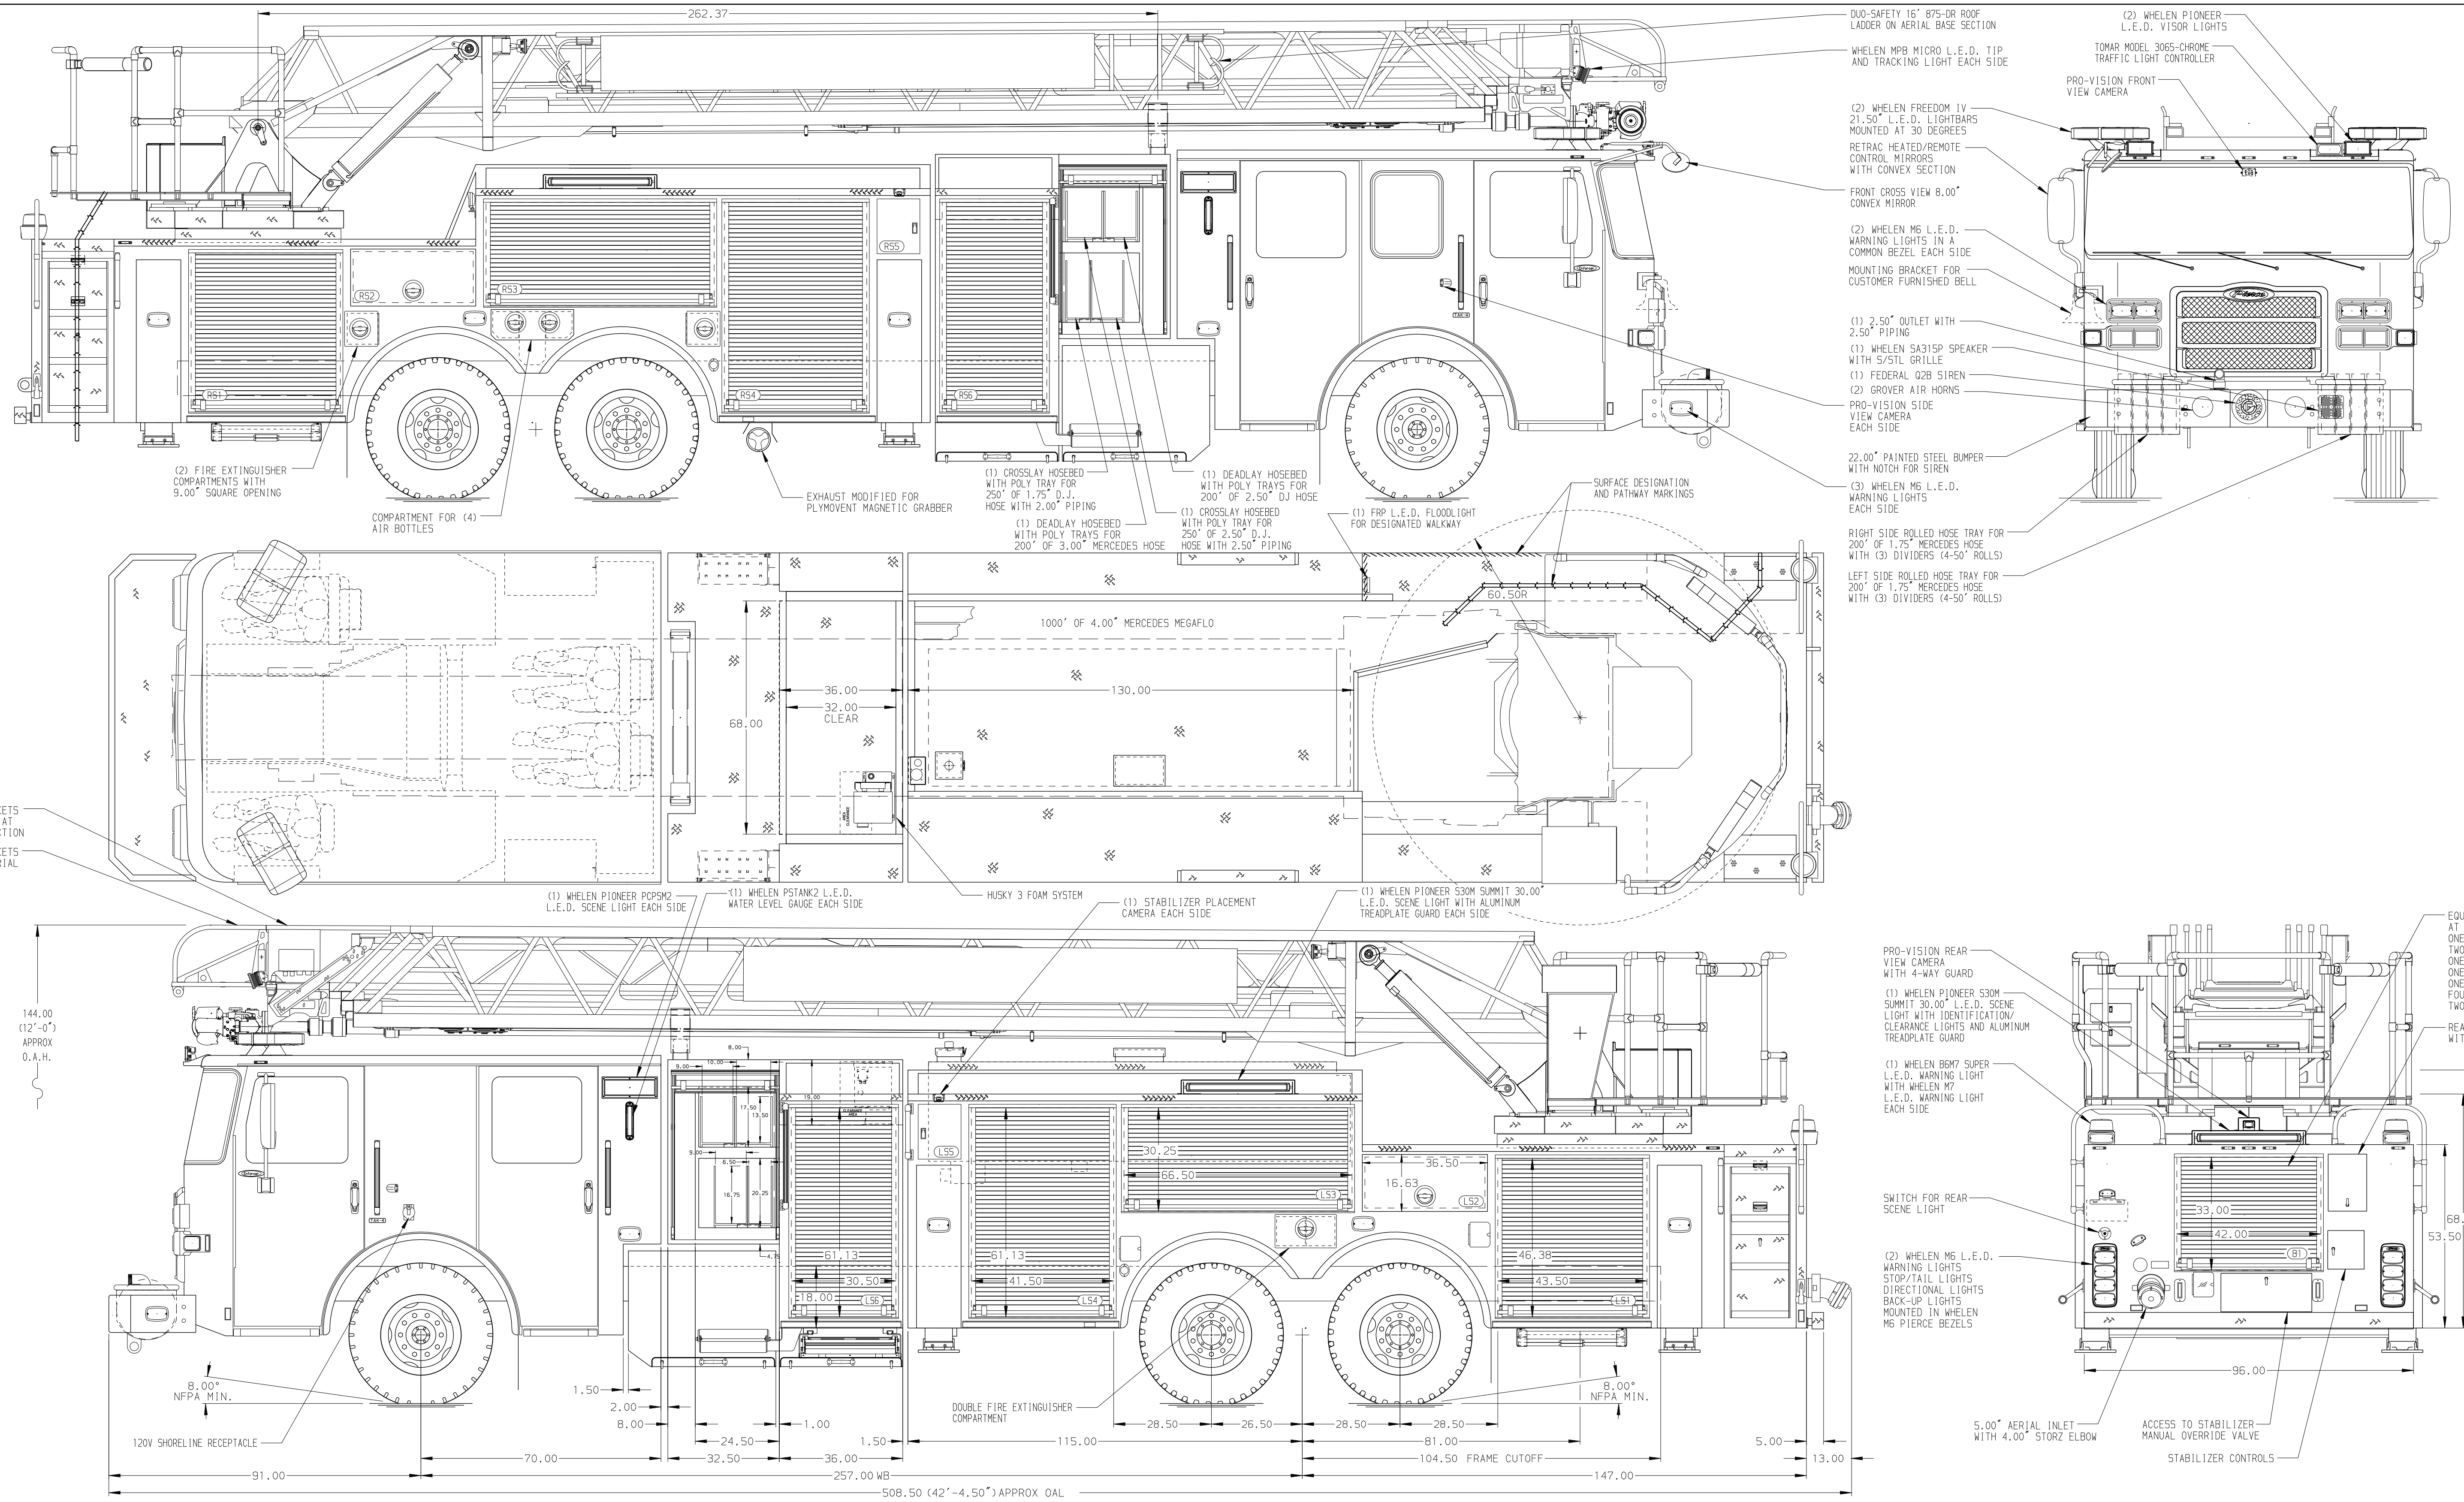 262.37
DUO-SAFETY 16' 875-DR ROOF
LADDER ON AERIAL BASE SECTION
WHELEN MPB MICRO L.E.D. TIP
AND TRACKING LIGHT EACH SIDE
(2) WHELEN PIONEER
L.E.D. VISOR LIGHTS
TOMAR MODEL 3065-CHROME
TRAFFIC LIGHT CONTROLLER
PRO-VISION FRONT
VIEW CAMERA
(2) WHELEN FREEDOM IV
21.50" L.E.D. LIGHTBARS
MOUNTED AT 30 DEGREES
RETRAC HEATED/REMOTE
CONTROL MIRRORS
WITH CONVEX SECTION
FRONT CROSS VIEW 8.00"
CONVEX MIRROR
(2) WHELEN M6 L.E.D.
WARNING LIGHTS IN A
COMMON BEZEL EACH SIDE
MOUNTING BRACKET FOR
CUSTOMER FURNISHED BELL
(1) 2.50" OUTLET WITH
2.50" PIPING
(1) WHELEN SA315P SPEAKER
WITH S/STL GRILLE
(1) FEDERAL Q2B SIREN
(2) GROVER AIR HORNS
PRO-VISION SIDE
VIEW CAMERA
EACH SIDE
22.00" PAINTED STEEL BUMPER
WITH NOTCH FOR SIREN
(3) WHELEN M6 L.E.D.
WARNING LIGHTS
EACH SIDE
RIGHT SIDE ROLLED HOSE TRAY FOR
200' OF 1.75" MERCEDES HOSE
WITH (3) DIVIDERS (4-50' ROLLS)
LEFT SIDE ROLLED HOSE TRAY FOR
200' OF 1.75" MERCEDES HOSE
WITH (3) DIVIDERS (4-50' ROLLS)
RS1
RS2
RS3
RS4
RS5
RS6
TAK-4
(2) FIRE EXTINGUISHER
COMPARTMENTS WITH
9.00" SQUARE OPENING
COMPARTMENT FOR (4)
AIR BOTTLES
EXHAUST MODIFIED FOR
PLYMOVENT MAGNETIC GRABBER
(1) CROSSLAY HOSEBED
WITH POLY TRAY FOR
250' OF 1.75" D.J.
HOSE WITH 2.00" PIPING
(1) DEADLAY HOSEBED
WITH POLY TRAYS FOR
200' OF 3.00" MERCEDES HOSE
(1) DEADLAY HOSEBED
WITH POLY TRAYS FOR
200' OF 2.50" DJ HOSE
(1) CROSSLAY HOSEBED
WITH POLY TRAY FOR
250' OF 2.50" D.J.
HOSE WITH 2.50" PIPING
(1) FRP L.E.D. FLOODLIGHT
FOR DESIGNATED WALKWAY
SURFACE DESIGNATION
AND PATHWAY MARKINGS
60.50R
1000' OF 4.00" MERCEDES MEGAFLO
36.00
130.00
32.00
CLEAR
68.00
AREA
CLEARANCE
(1) WHELEN PIONEER PCPSM2
L.E.D. SCENE LIGHT EACH SIDE
(1) WHELEN PSTANK2 L.E.D.
WATER LEVEL GAUGE EACH SIDE
HUSKY 3 FOAM SYSTEM
(1) STABILIZER PLACEMENT
CAMERA EACH SIDE
(1) WHELEN PIONEER S30M SUMMIT 30.00"
L.E.D. SCENE LIGHT WITH ALUMINUM
TREADPLATE GUARD EACH SIDE
144.00
(12'-0")
APPROX
O.A.H.
8.00
10.00
9.00
17.50
13.50
19.00
9.00
6.50
16.75
20.25
4.75
CLEARANCE
AREA
61.13
30.50
18.00
LS6
LS5
61.13
41.50
LS4
30.25
66.50
LS3
36.50
16.63
LS2
46.38
43.50
LS1
TAK-4
8.00°
NFPA MIN.
120V SHORELINE RECEPTACLE
1.50
2.00
8.00
1.00
24.50
1.50
DOUBLE FIRE EXTINGUISHER
COMPARTMENT
28.50
26.50
28.50
28.50
8.00°
NFPA MIN.
115.00
81.00
5.00
70.00
32.50
36.00
104.50 FRAME CUTOFF
13.00
91.00
257.00 WB
147.00
508.50 (42'-4.50") APPROX OAL
PRO-VISION REAR
VIEW CAMERA
WITH 4-WAY GUARD
(1) WHELEN PIONEER S30M
SUMMIT 30.00" L.E.D. SCENE
LIGHT WITH IDENTIFICATION/
CLEARANCE LIGHTS AND ALUMINUM
TREADPLATE GUARD
(1) WHELEN B6M7 SUPER
L.E.D. WARNING LIGHT
WITH WHELEN M7
L.E.D. WARNING LIGHT
EACH SIDE
SWITCH FOR REAR
SCENE LIGHT
(2) WHELEN M6 L.E.D.
WARNING LIGHTS
STOP/TAIL LIGHTS
DIRECTIONAL LIGHTS
BACK-UP LIGHTS
MOUNTED IN WHELEN
M6 PIERCE BEZELS
33.00
42.00
B1
53.50
68.
96.00
5.00" AERIAL INLET
WITH 4.00" STORZ ELBOW
ACCESS TO STABILIZER
MANUAL OVERRIDE VALVE
STABILIZER CONTROLS
AT
ONE
TWO
ONE
ONE
ONE